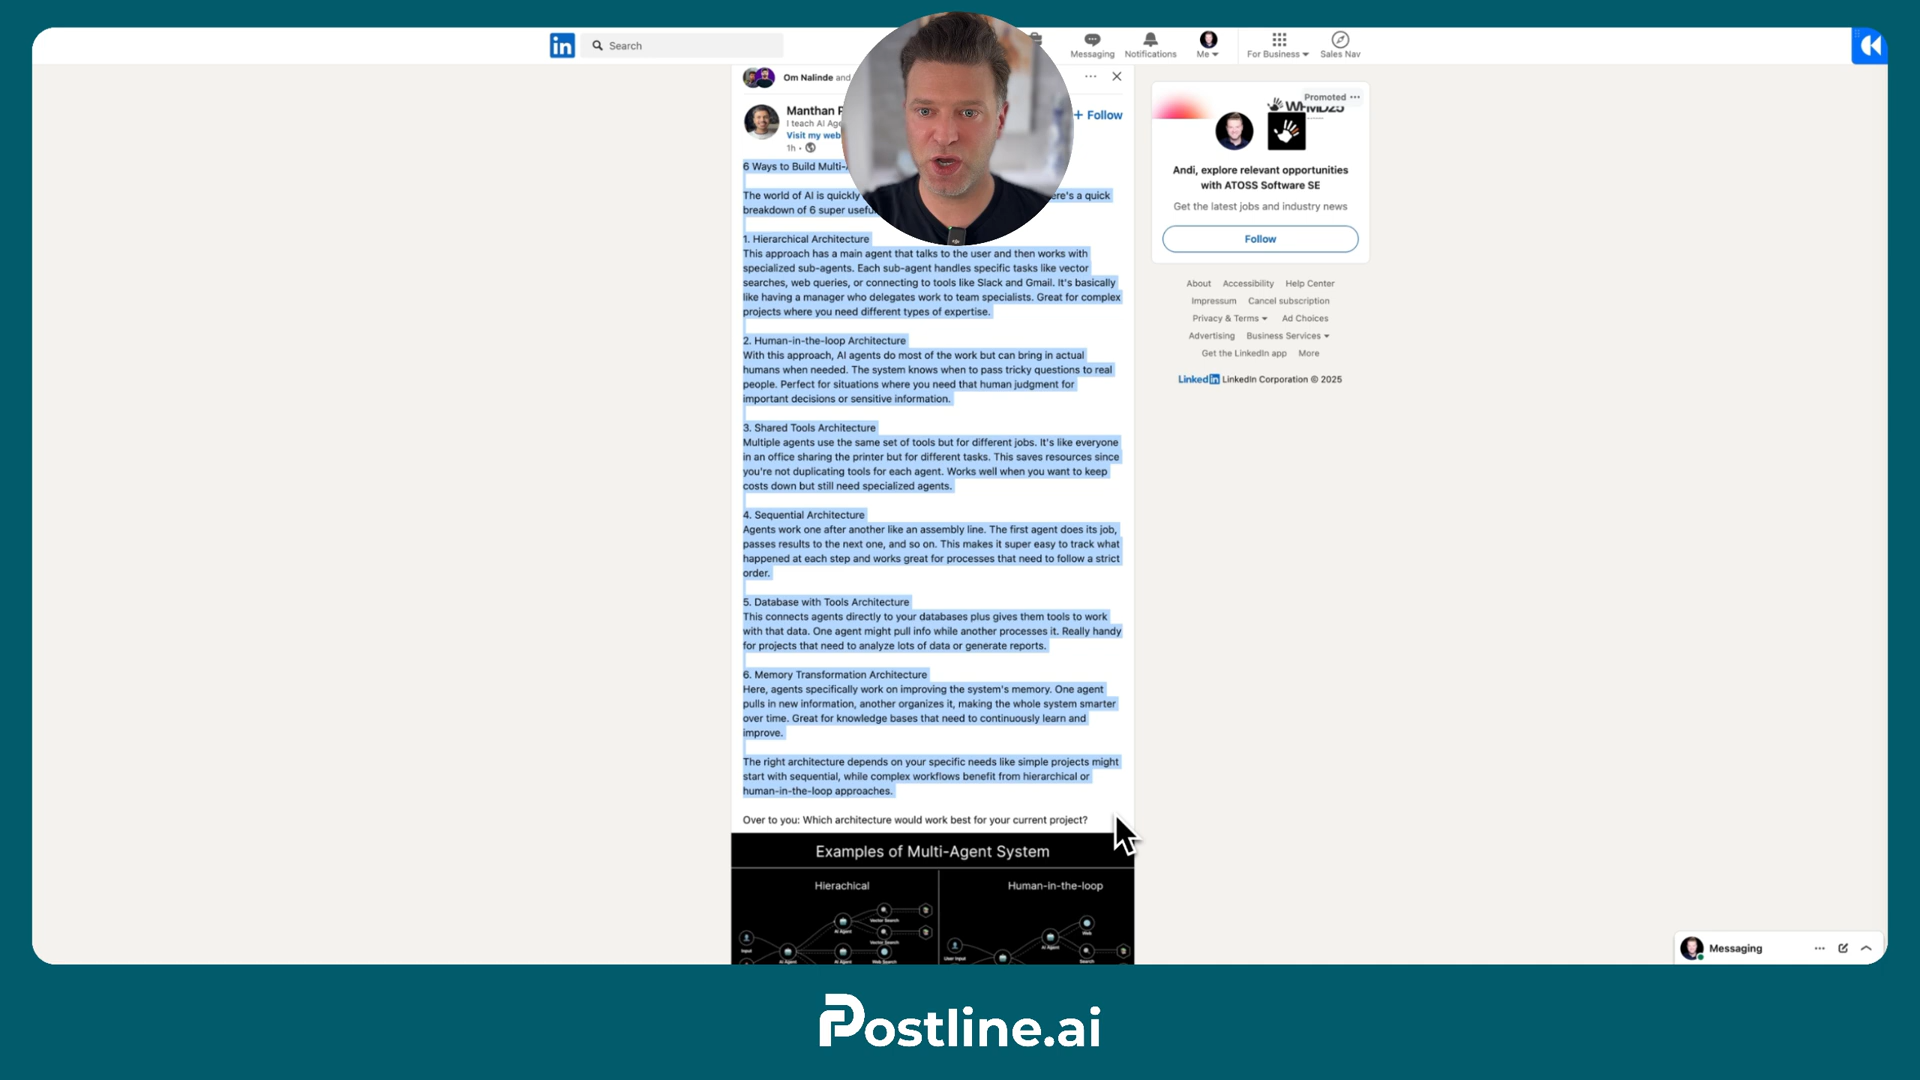 in
Search
Messaging
Notifications
Me
For Business
Sales Nav
Om Nalinde and
Manthan P
I teach AI Age
Visit my web
1h •
+ Follow
6 Ways to Build Multi-
The world of AI is quickly
ere's a quick
breakdown of 6 super useful
1. Hierarchical Architecture
This approach has a main agent that talks to the user and then works with
specialized sub-agents. Each sub-agent handles specific tasks like vector
searches, web queries, or connecting to tools like Slack and Gmail. It's basically
like having a manager who delegates work to team specialists. Great for complex
projects where you need different types of expertise.
2. Human-in-the-loop Architecture
With this approach, AI agents do most of the work but can bring in actual
humans when needed. The system knows when to pass tricky questions to real
people. Perfect for situations where you need that human judgment for
important decisions or sensitive information.
3. Shared Tools Architecture
Multiple agents use the same set of tools but for different jobs. It's like everyone
in an office sharing the printer but for different tasks. This saves resources since
you're not duplicating tools for each agent. Works well when you want to keep
costs down but still need specialized agents.
4. Sequential Architecture
Agents work one after another like an assembly line. The first agent does its job,
passes results to the next one, and so on. This makes it super easy to track what
happened at each step and works great for processes that need to follow a strict
order.
5. Database with Tools Architecture
This connects agents directly to your databases plus gives them tools to work
with that data. One agent might pull info while another processes it. Really handy
for projects that need to analyze lots of data or generate reports.
6. Memory Transformation Architecture
Here, agents specifically work on improving the system's memory. One agent
pulls in new information, another organizes it, making the whole system smarter
over time. Great for knowledge bases that need to continuously learn and
improve.
The right architecture depends on your specific needs like simple projects might
start with sequential, while complex workflows benefit from hierarchical or
human-in-the-loop approaches.
Over to you: Which architecture would work best for your current project?
Examples of Multi-Agent System
Hierachical
Human-in-the-loop
Vector Search
AI Agent
Vector Search
Input
AI Agent
AI Agent
Web Search
Web
AI Agent
User Input
Search
Promoted
Andi, explore relevant opportunities
with ATOSS Software SE
Get the latest jobs and industry news
Follow
About Accessibility Help Center
Impressum Cancel subscription
Privacy & Terms Ad Choices
Advertising Business Services
Get the LinkedIn app More
LinkedIn LinkedIn Corporation © 2025
Messaging
Postline.ai